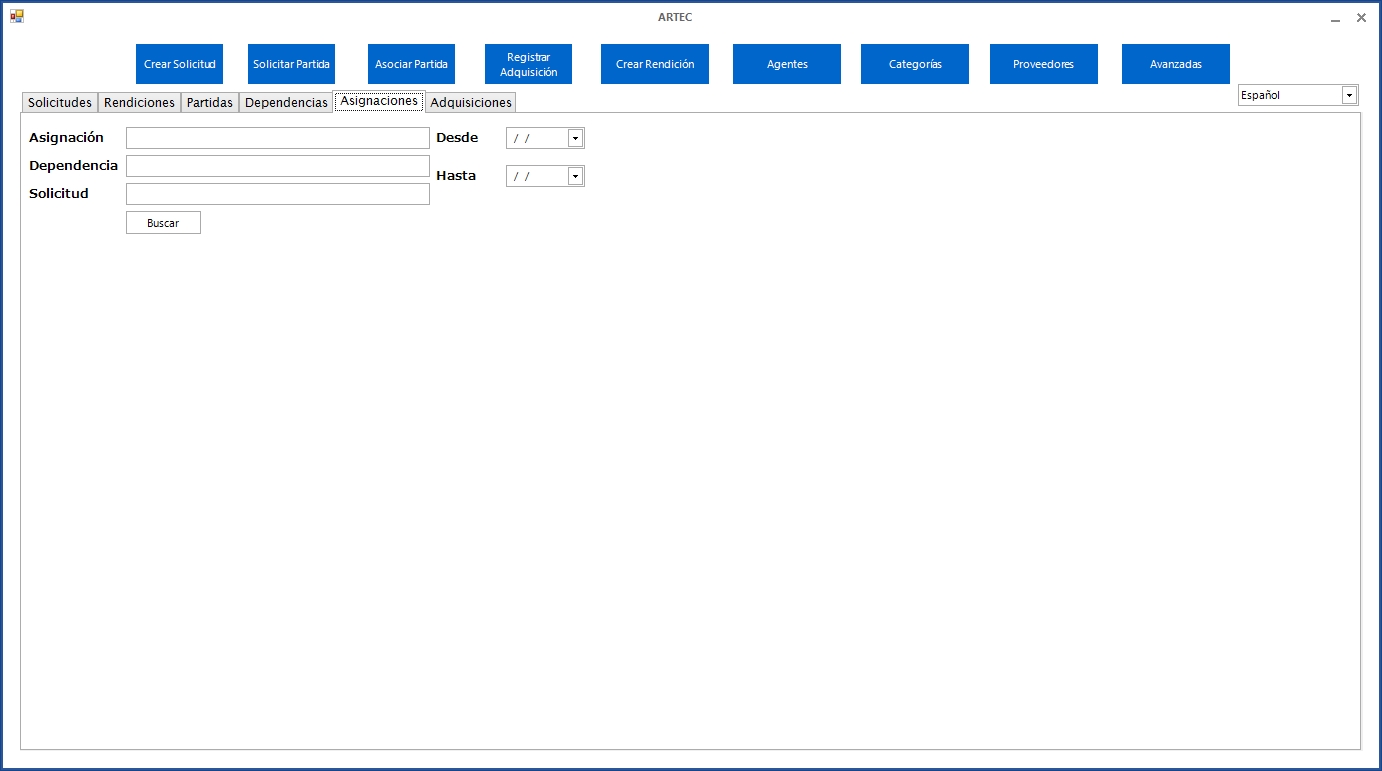 ARTEC
Crear Solicitud
Solicitar Partida
Asociar Partida
Registrar
Adquisición
Crear Rendición
Agentes
Categorías
Proveedores
Avanzadas
Español
Solicitudes
Rendiciones
Partidas
Dependencias
Asignaciones
Adquisiciones
Asignación
Desde
/ /
Dependencia
Hasta
/ /
Solicitud
Buscar